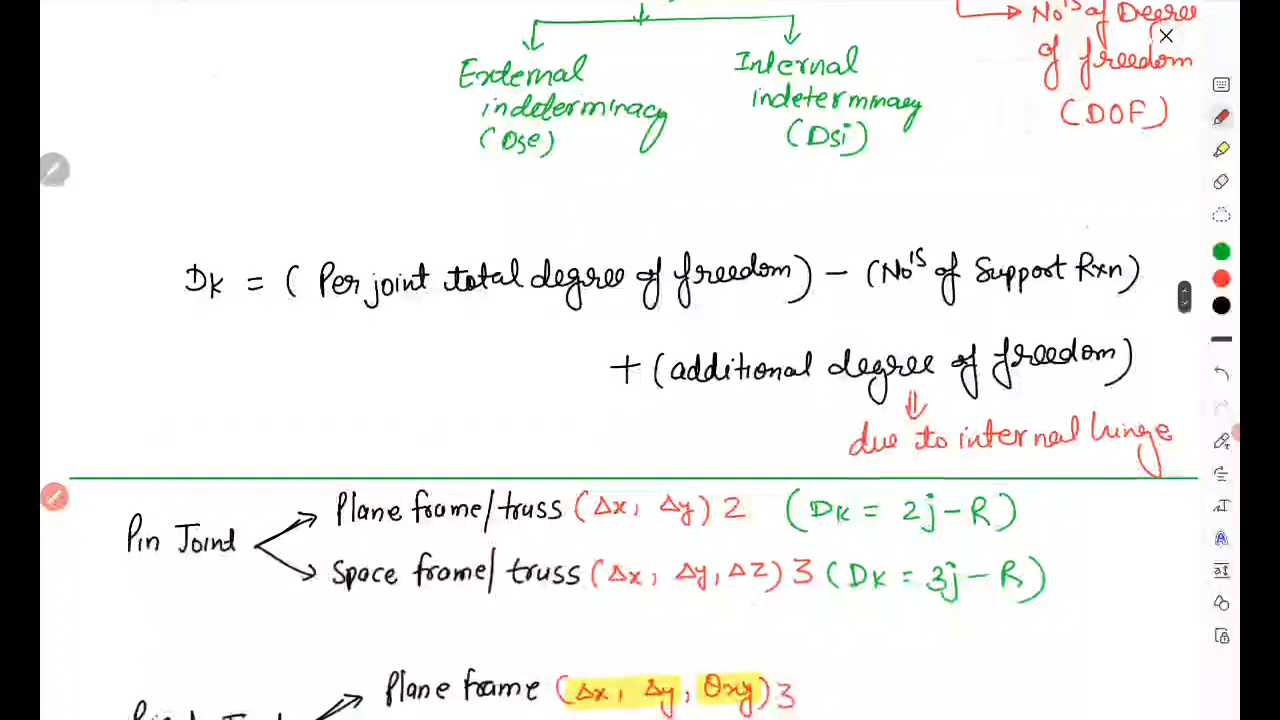 No'S of Degree
of freedom
(DOF)
External
indeterminacy
(Dse)
Internal
indeterminacy
(Dsi)
DK = (Per joint total degree of freedom) - (No'S of Support Rxn)
+ (additional degree of freedom)
⇓
due to internal hinge
Pin Joint
Plane frame/truss (Δx, Δy) 2 (DK = 2j - R)
Space frame/truss (Δx, Δy, ΔZ) 3 (DK = 3j - R)
Plane frame (Δx, Δy, θxy) 3